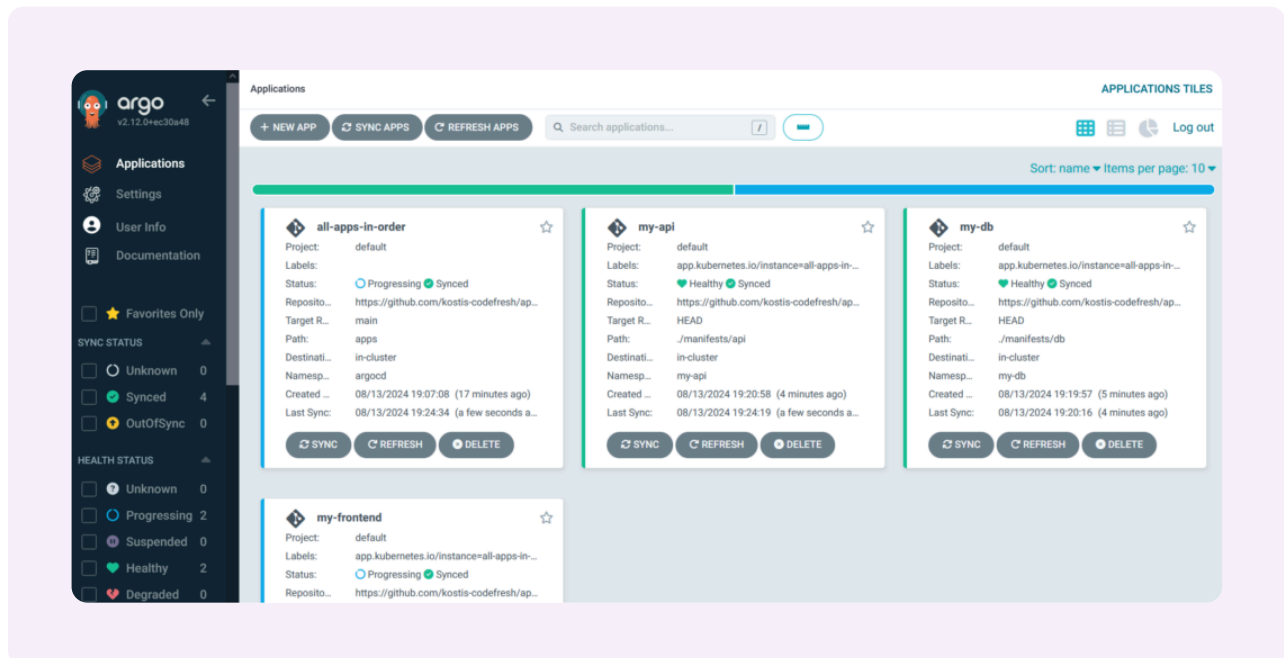 argo
v2.12.0+ec30a48
Applications
Settings
User Info
Documentation
Favorites Only
SYNC STATUS
Unknown 0
Synced 4
OutOfSync 0
HEALTH STATUS
Unknown 0
Progressing 2
Suspended 0
Healthy 2
Degraded 0
Applications
APPLICATIONS TILES
+ NEW APP
SYNC APPS
REFRESH APPS
Search applications...
/
Log out
Sort: name
Items per page: 10
all-apps-in-order
Project: default
Labels:
Status: Progressing Synced
Reposito... https://github.com/kostis-codefresh/ap...
Target R... main
Path: apps
Destinati... in-cluster
Namesp... argocd
Created ... 08/13/2024 19:07:08 (17 minutes ago)
Last Sync: 08/13/2024 19:24:34 (a few seconds a...
SYNC REFRESH DELETE
my-api
Project: default
Labels: app.kubernetes.io/instance=all-apps-in-...
Status: Healthy Synced
Reposito... https://github.com/kostis-codefresh/ap...
Target R... HEAD
Path: ./manifests/api
Destinati... in-cluster
Namesp... my-api
Created ... 08/13/2024 19:20:58 (4 minutes ago)
Last Sync: 08/13/2024 19:24:19 (a few seconds a...
SYNC REFRESH DELETE
my-db
Project: default
Labels: app.kubernetes.io/instance=all-apps-in-...
Status: Healthy Synced
Reposito... https://github.com/kostis-codefresh/ap...
Target R... HEAD
Path: ./manifests/db
Destinati... in-cluster
Namesp... my-db
Created ... 08/13/2024 19:19:57 (5 minutes ago)
Last Sync: 08/13/2024 19:20:16 (4 minutes ago)
SYNC REFRESH DELETE
my-frontend
Project: default
Labels: app.kubernetes.io/instance=all-apps-in-...
Status: Progressing Synced
Reposito... https://github.com/kostis-codefresh/ap...